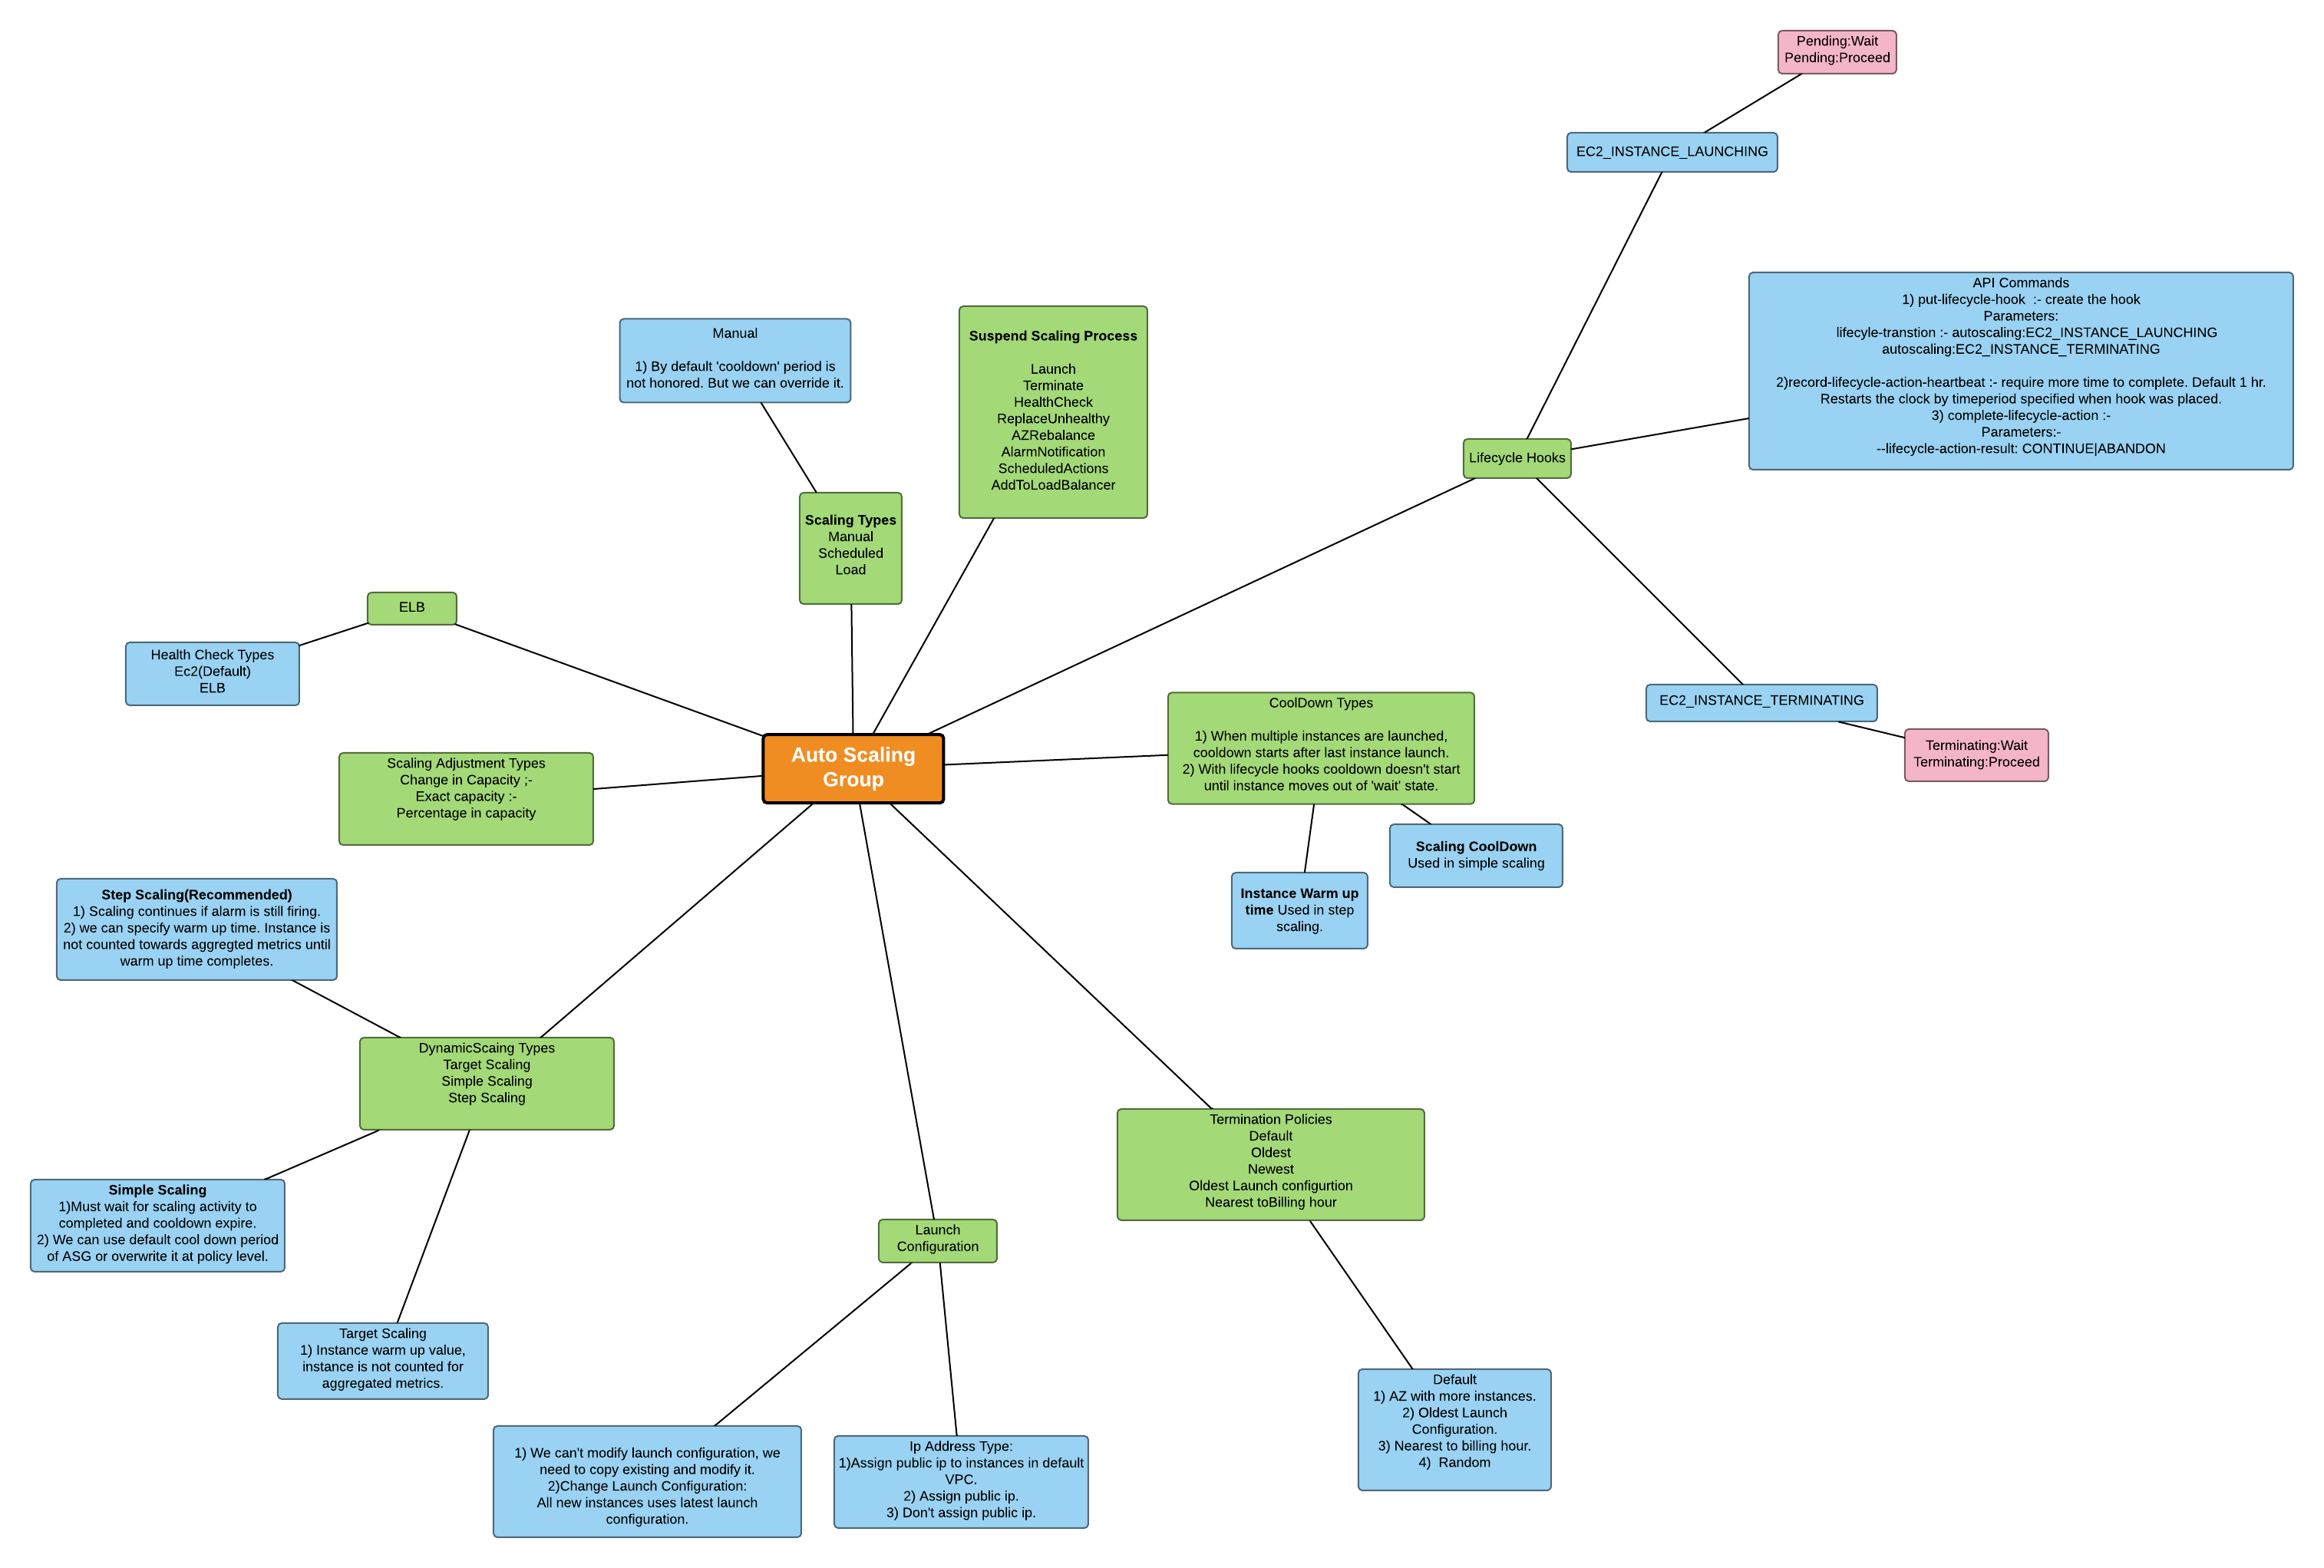 Pending:Wait
Pending:Proceed
EC2_INSTANCE_LAUNCHING
API Commands
1) put-lifecycle-hook  :- create the hook
Parameters:
lifecyle-transtion :- autoscaling:EC2_INSTANCE_LAUNCHING
autoscaling:EC2_INSTANCE_TERMINATING
2)record-lifecycle-action-heartbeat :- require more time to complete. Default 1 hr.
Restarts the clock by timeperiod specified when hook was placed.
3) complete-lifecycle-action :-
Parameters:-
--lifecycle-action-result: CONTINUE|ABANDON
Manual
1) By default 'cooldown' period is
not honored. But we can override it.
Suspend Scaling Process
Launch
Terminate
HealthCheck
ReplaceUnhealthy
AZRebalance
AlarmNotification
ScheduledActions
AddToLoadBalancer
Lifecycle Hooks
Scaling Types
Manual
Scheduled
Load
ELB
Health Check Types
Ec2(Default)
ELB
EC2_INSTANCE_TERMINATING
Terminating:Wait
Terminating:Proceed
CoolDown Types
1) When multiple instances are launched,
cooldown starts after last instance launch.
2) With lifecycle hooks cooldown doesn't start
until instance moves out of 'wait' state.
Auto Scaling
Group
Scaling Adjustment Types
Change in Capacity ;-
Exact capacity :-
Percentage in capacity
Scaling CoolDown
Used in simple scaling
Instance Warm up
time Used in step
scaling.
Step Scaling(Recommended)
1) Scaling continues if alarm is still firing.
2) we can specify warm up time. Instance is
not counted towards aggregted metrics until
warm up time completes.
DynamicScaing Types
Target Scaling
Simple Scaling
Step Scaling
Termination Policies
Default
Oldest
Newest
Oldest Launch configurtion
Nearest toBilling hour
Simple Scaling
1)Must wait for scaling activity to
completed and cooldown expire.
2) We can use default cool down period
of ASG or overwrite it at policy level.
Launch
Configuration
Target Scaling
1) Instance warm up value,
instance is not counted for
aggregated metrics.
Default
1) AZ with more instances.
2) Oldest Launch
Configuration.
3) Nearest to billing hour.
4)  Random
1) We can't modify launch configuration, we
need to copy existing and modify it.
2)Change Launch Configuration:
All new instances uses latest launch
configuration.
Ip Address Type:
1)Assign public ip to instances in default
VPC.
2) Assign public ip.
3) Don't assign public ip.